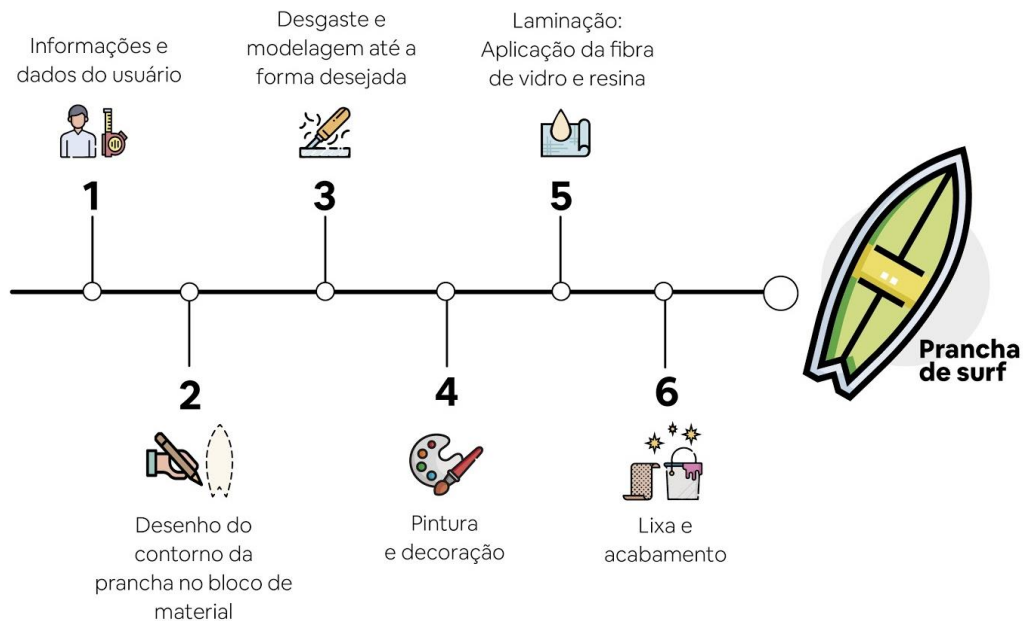 Informações e
dados do usuário
1
2
Desenho do
contorno da
prancha no bloco de
material
Desgaste e
modelagem até a
forma desejada
3
4
Pintura
e decoração
Laminação:
Aplicação da fibra
de vidro e resina
5
6
Lixa e
acabamento
Prancha
de surf